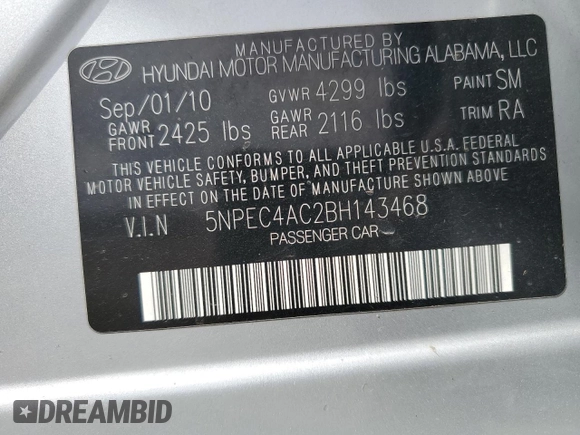 MANUFACTURED BY
HYUNDAI MOTOR MANUFACTURING ALABAMA, LLC
Sep/01/10 GVWR 4299 lbs PAINT SM
GAWR FRONT 2425 lbs GAWR REAR 2116 lbs TRIM RA
THIS VEHICLE CONFORMS TO ALL APPLICABLE U.S.A. FEDERAL
MOTOR VEHICLE SAFETY, BUMPER, AND THEFT PREVENTION STANDARDS
IN EFFECT ON THE DATE OF MANUFACTURE SHOWN ABOVE
V.I.N 5NPEC4AC2BH143468
PASSENGER CAR
DREAMBID